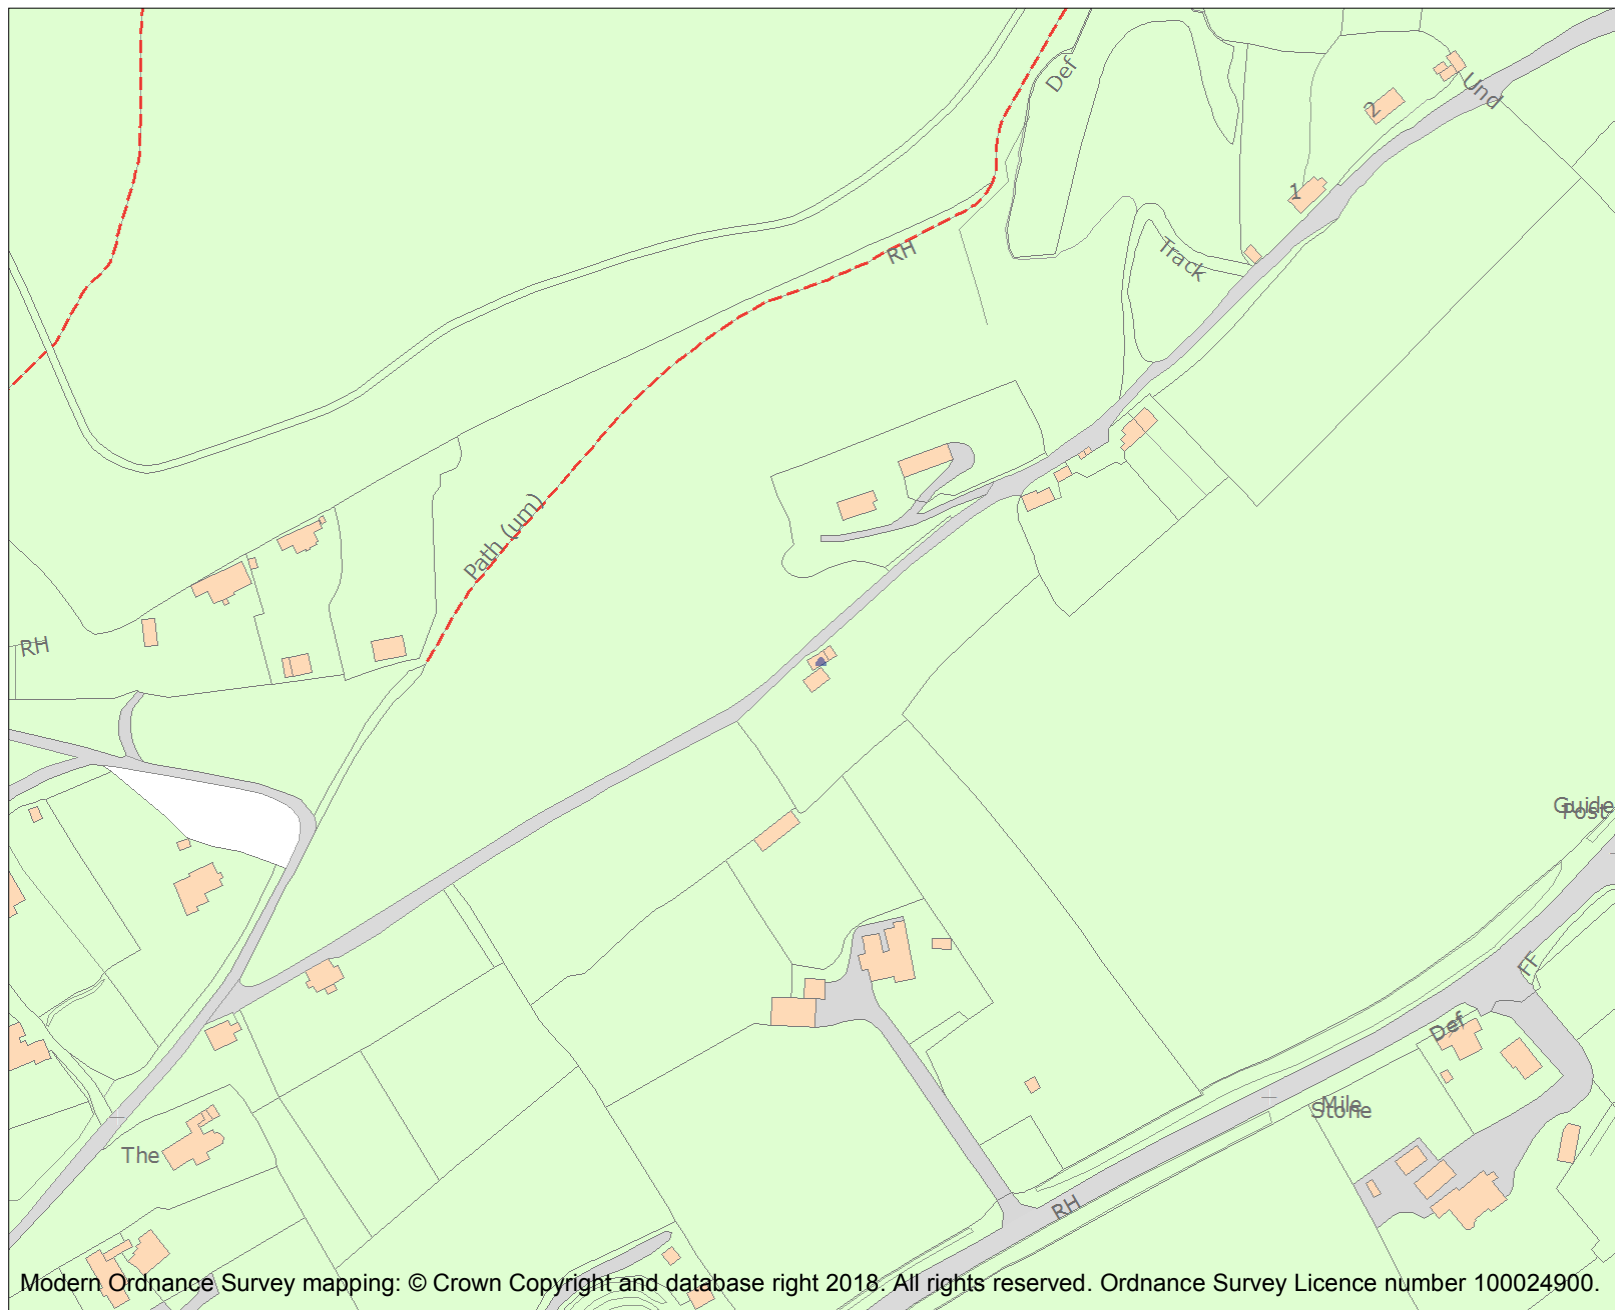 Def
2
Und
1
RH
Track
Path (um)
RH
Guide
Post
FF
Def
Mile
Stone
The
RH
Modern Ordnance Survey mapping: © Crown Copyright and database right 2018. All rights reserved. Ordnance Survey Licence number 100024900.